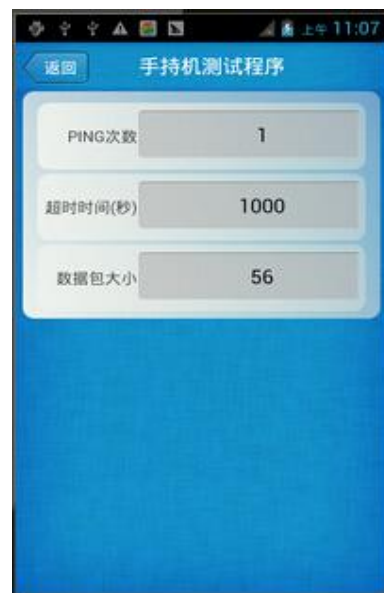 上午 11:07
返回 手持机测试程序
PING次数 1
超时时间(秒) 1000
数据包大小 56